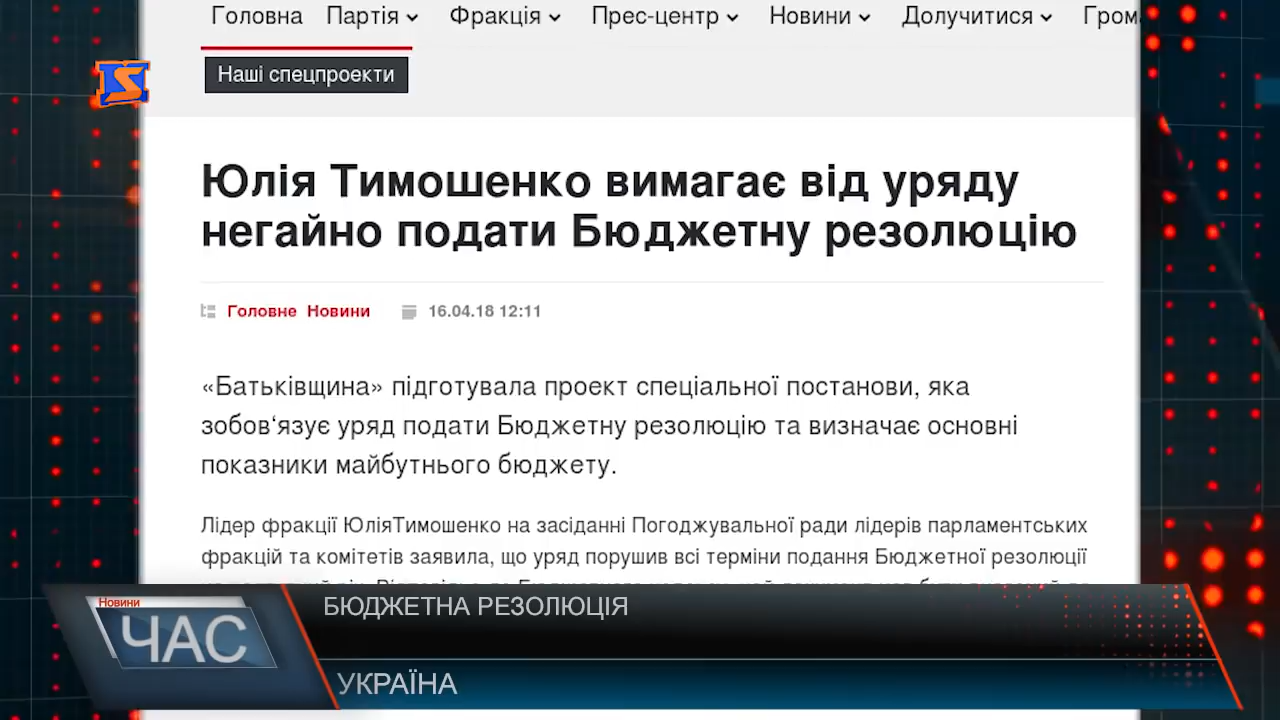 Головна Партія Фракція Прес-центр Новини Долучитися
Наші спецпроекти
Юлія Тимошенко вимагає від уряду
негайно подати Бюджетну резолюцію
Головне Новини 16.04.18 12:11
«Батьківщина» підготувала проект спеціальної постанови, яка
зобов‘язує уряд подати Бюджетну резолюцію та визначає основні
показники майбутнього бюджету.
Лідер фракції ЮліяТимошенко на засіданні Погоджувальної ради лідерів парламентських
фракцій та комітетів заявила, що уряд порушив всі терміни подання Бюджетної резолюції
Новини
ЧАС
БЮДЖЕТНА РЕЗОЛЮЦІЯ
УКРАЇНА